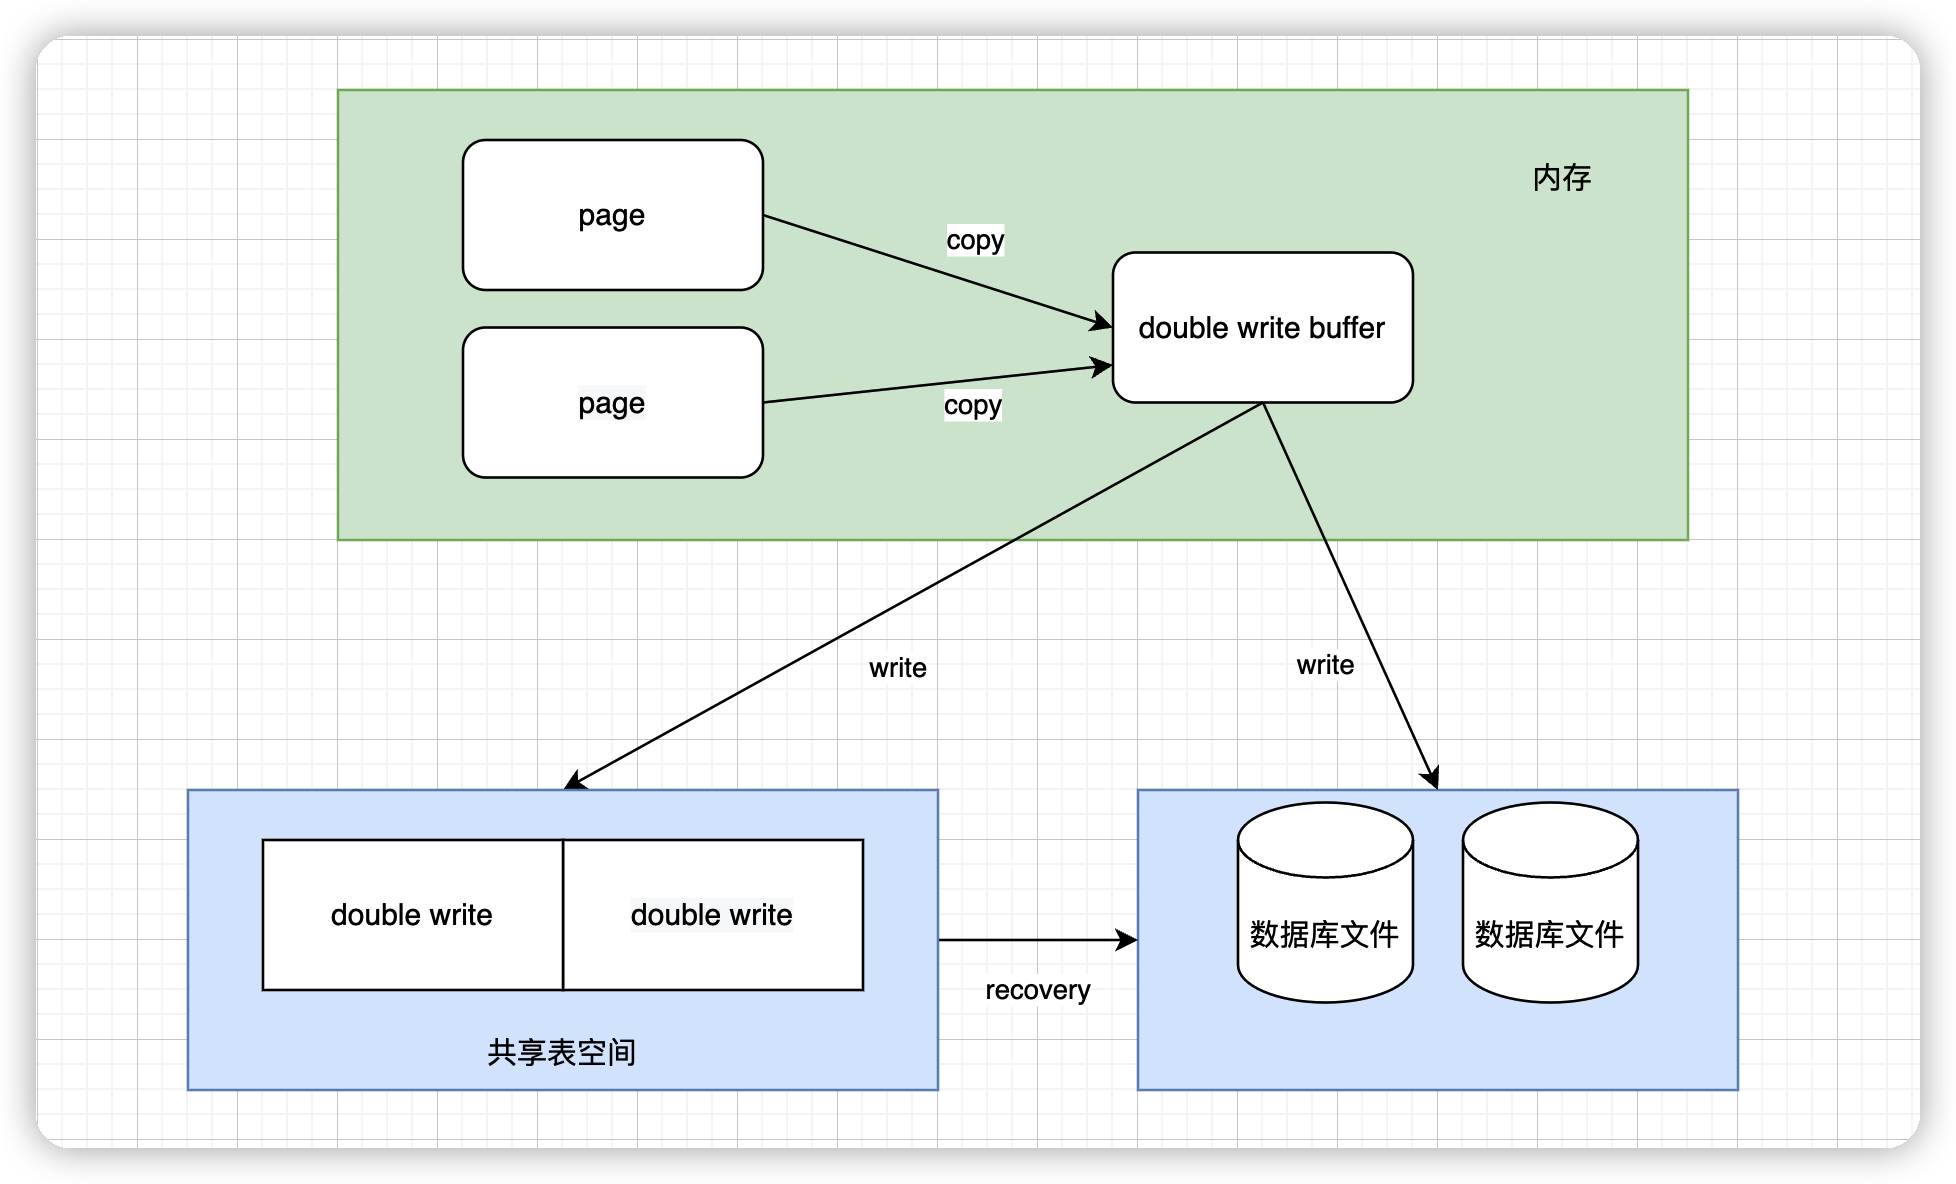 内存
page
copy
double write buffer
page
copy
write
write
double write
double write
数据库文件
数据库文件
recovery
共享表空间